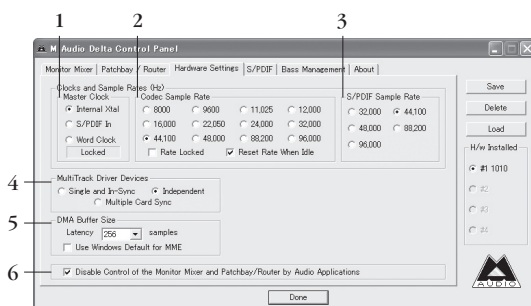 1 2 3
M Audio Delta Control Panel
Monitor Mixer Patchbay / Router Hardware Settings S/PDIF Bass Management About
Clocks and Sample Rates (Hz)
Master Clock
Internal Xtal
S/PDIF In
Word Clock
Locked
Codec Sample Rate
8000 9600 11,025 12,000
16,000 22,050 24,000 32,000
44,100 48,000 88,200 96,000
Rate Locked Reset Rate When Idle
S/PDIF Sample Rate
32,000 44,100
48,000 88,200
96,000
Save
Delete
Load
H/w Installed
#1 1010
#2
#3
#4
4
MultiTrack Driver Devices
Single and In-Sync Independent
Multiple Card Sync
5
DMA Buffer Size
Latency 256 samples
Use Windows Default for MME
6
Disable Control of the Monitor Mixer and Patchbay/Router by Audio Applications
M AUDIO
Done